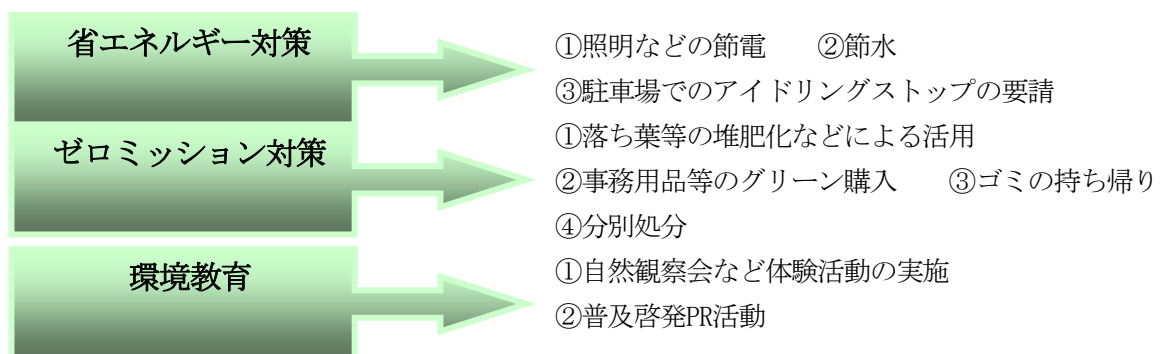 省エネルギー対策
①照明などの節電　　②節水
③駐車場でのアイドリングストップの要請
ゼロミッション対策
①落ち葉等の堆肥化などによる活用
②事務用品等のグリーン購入　　③ゴミの持ち帰り
④分別処分
環境教育
①自然観察会など体験活動の実施
②普及啓発PR活動